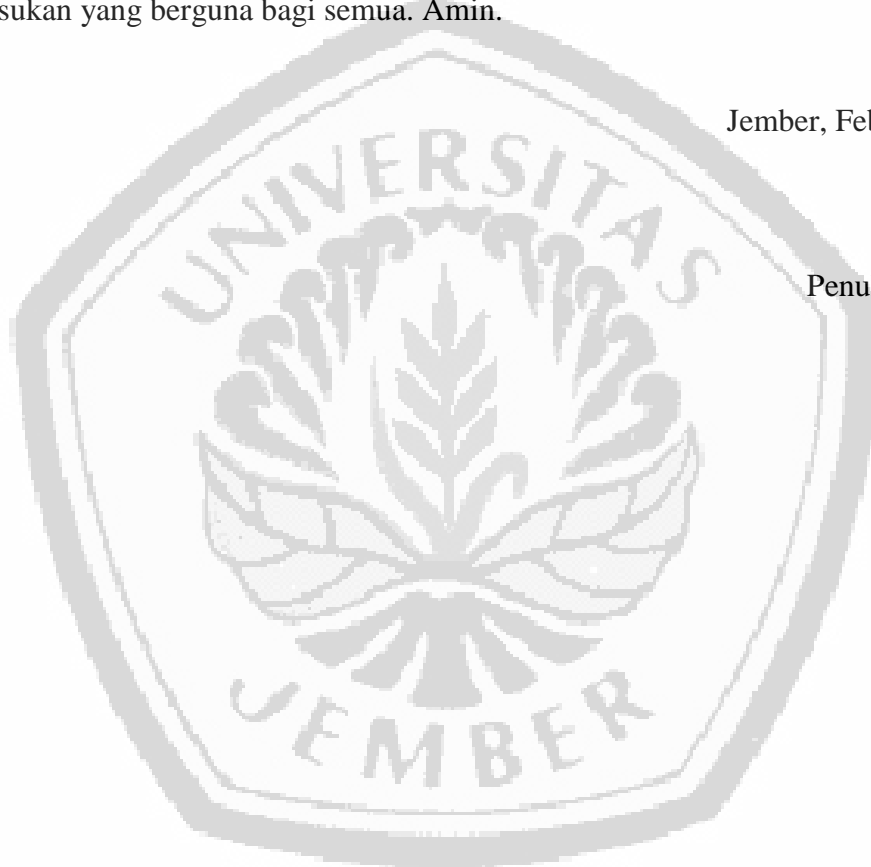 sukan yang berguna bagi semua. Amin.
Jember, Feb
Penu
UNIVERSITAS
JEMBER